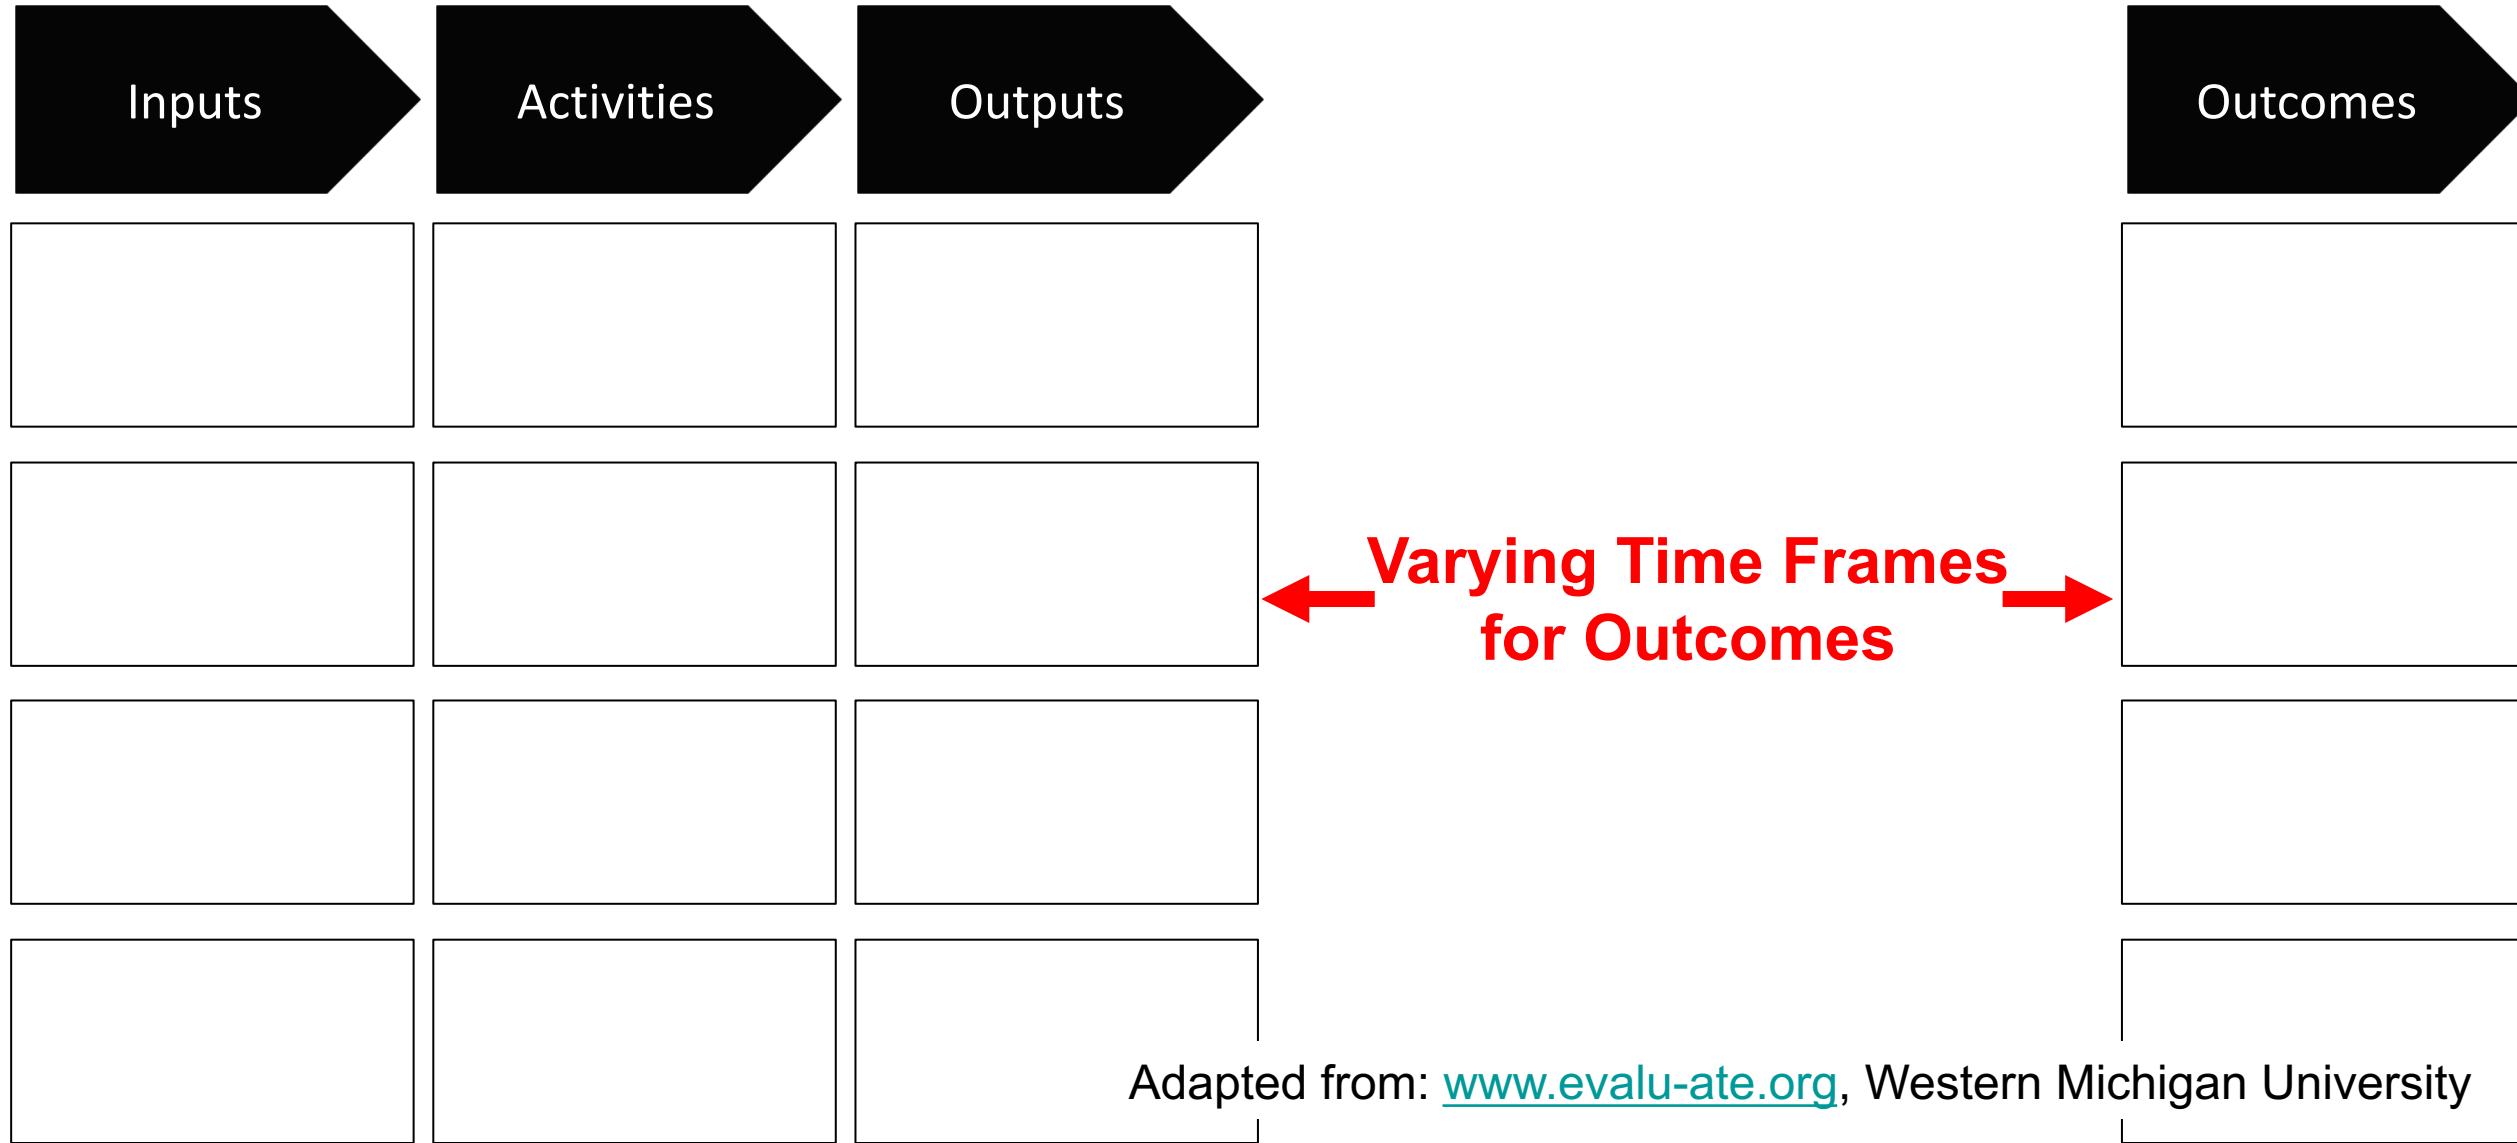 Inputs
Activities
Outputs
Outcomes
Varying Time Frames
for Outcomes
Adapted from: www.evalu-ate.org, Western Michigan University